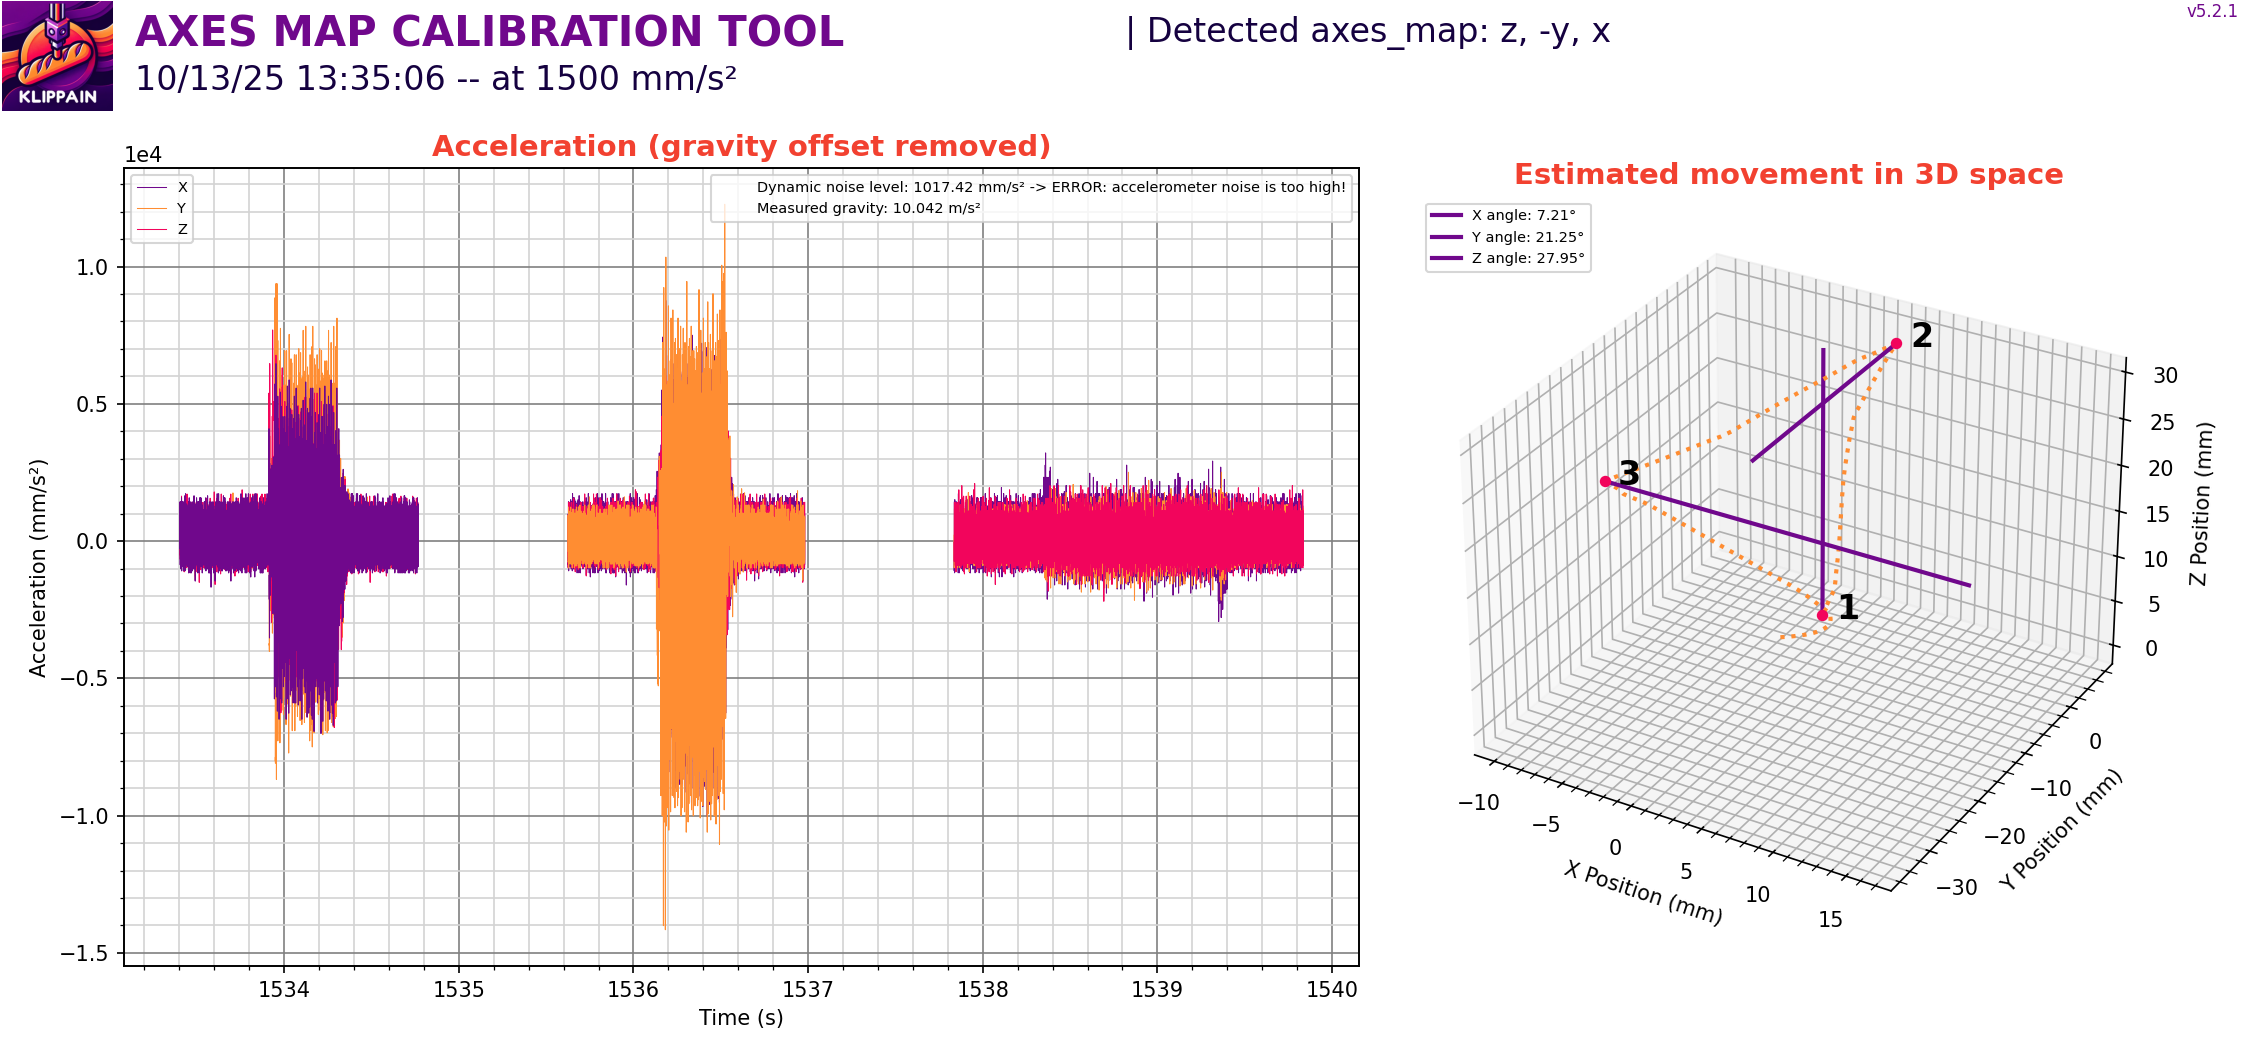 KLIPPAIN
AXES MAP CALIBRATION TOOL
| Detected axes_map: z, -y, x
v5.2.1
10/13/25 13:35:06 -- at 1500 mm/s²
Acceleration (gravity offset removed)
1e4
X
Y
Z
Dynamic noise level: 1017.42 mm/s² -> ERROR: accelerometer noise is too high!
Measured gravity: 10.042 m/s²
1.0
0.5
0.0
−0.5
−1.0
−1.5
Acceleration (mm/s²)
1534
1535
1536
1537
1538
1539
1540
Time (s)
Estimated movement in 3D space
X angle: 7.21°
Y angle: 21.25°
Z angle: 27.95°
2
3
1
30
25
20
15
10
5
0
Z Position (mm)
0
−10
−20
−30
Y Position (mm)
−10
−5
0
5
10
15
X Position (mm)